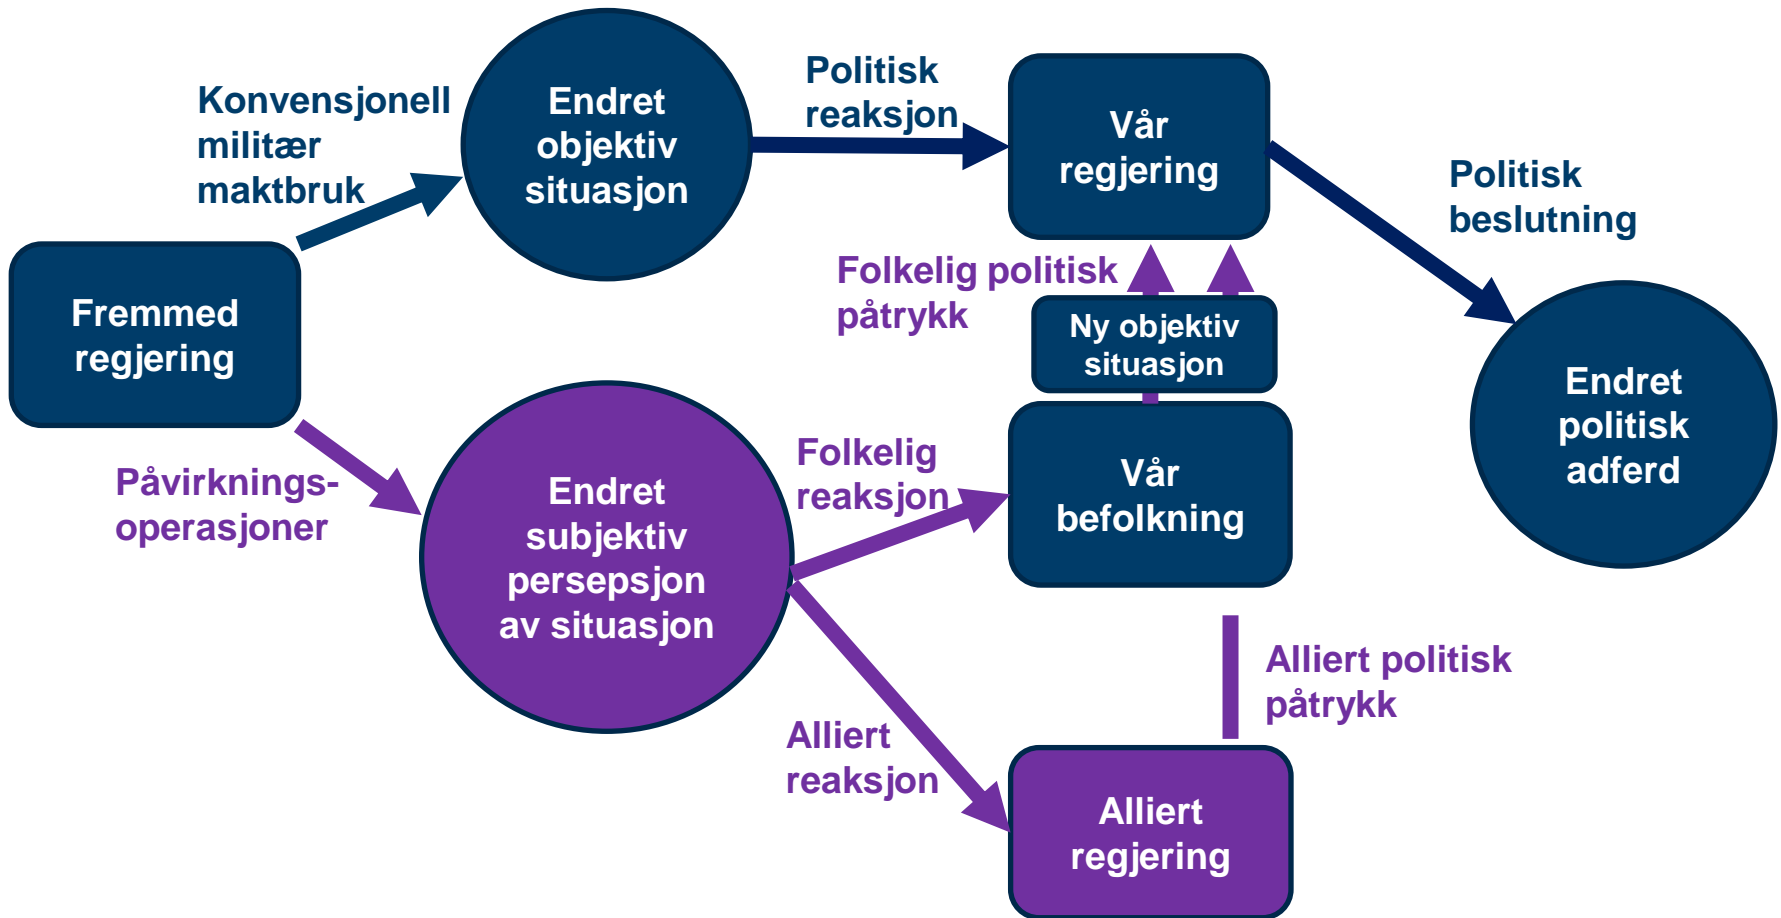 Konvensjonell
militær
maktbruk
Endret
objektiv
situasjon
Politisk
reaksjon
Vår
regjering
Politisk
beslutning
Fremmed
regjering
Folkelig politisk
påtrykk
Ny objektiv
situasjon
Endret
politisk
adferd
Påvirknings-
operasjoner
Endret
subjektiv
persepsjon
av situasjon
Folkelig
reaksjon
Vår
befolkning
Alliert politisk
påtrykk
Alliert
reaksjon
Alliert
regjering